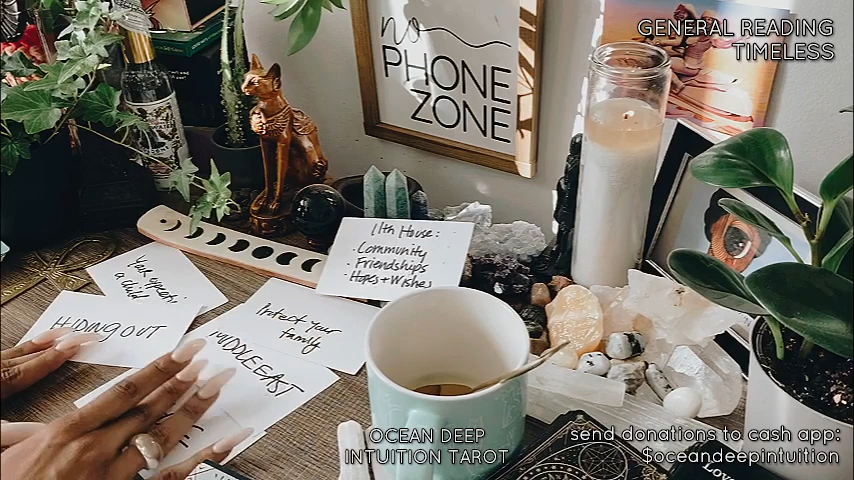 GENERAL READING
TIMELESS
no
PHONE
ZONE
11th House:
· Community
· Friendships
· Hopes + Wishes
a child
HIDING OUT
Protect your
family
MIDDLE EAST
OCEAN DEEP
INTUITION TAROT
send donations to cash app:
$oceandeepintuition